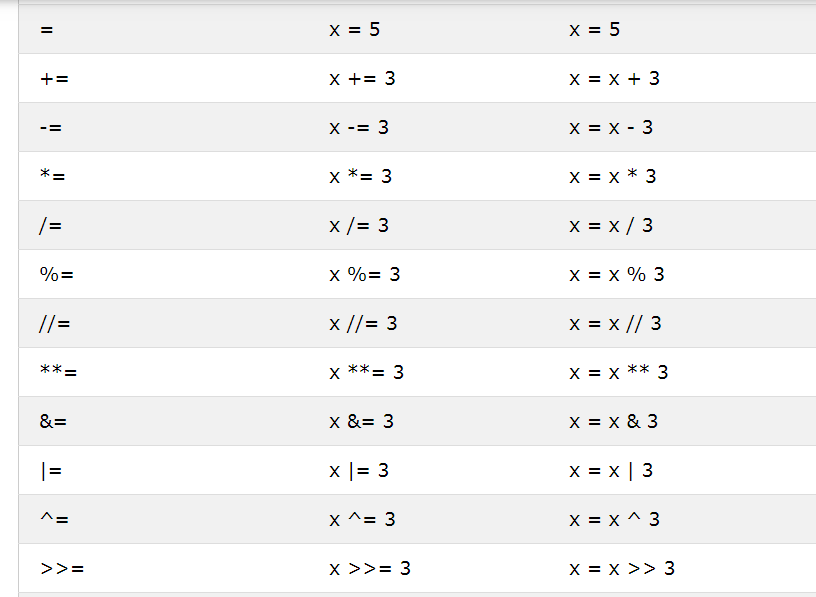 = x = 5 x = 5
+= x += 3 x = x + 3
-= x -= 3 x = x - 3
*= x *= 3 x = x * 3
/= x /= 3 x = x / 3
%= x %= 3 x = x % 3
//= x //= 3 x = x // 3
**= x **= 3 x = x ** 3
&= x &= 3 x = x & 3
|= x |= 3 x = x | 3
^= x ^= 3 x = x ^ 3
>>= x >>= 3 x = x >> 3